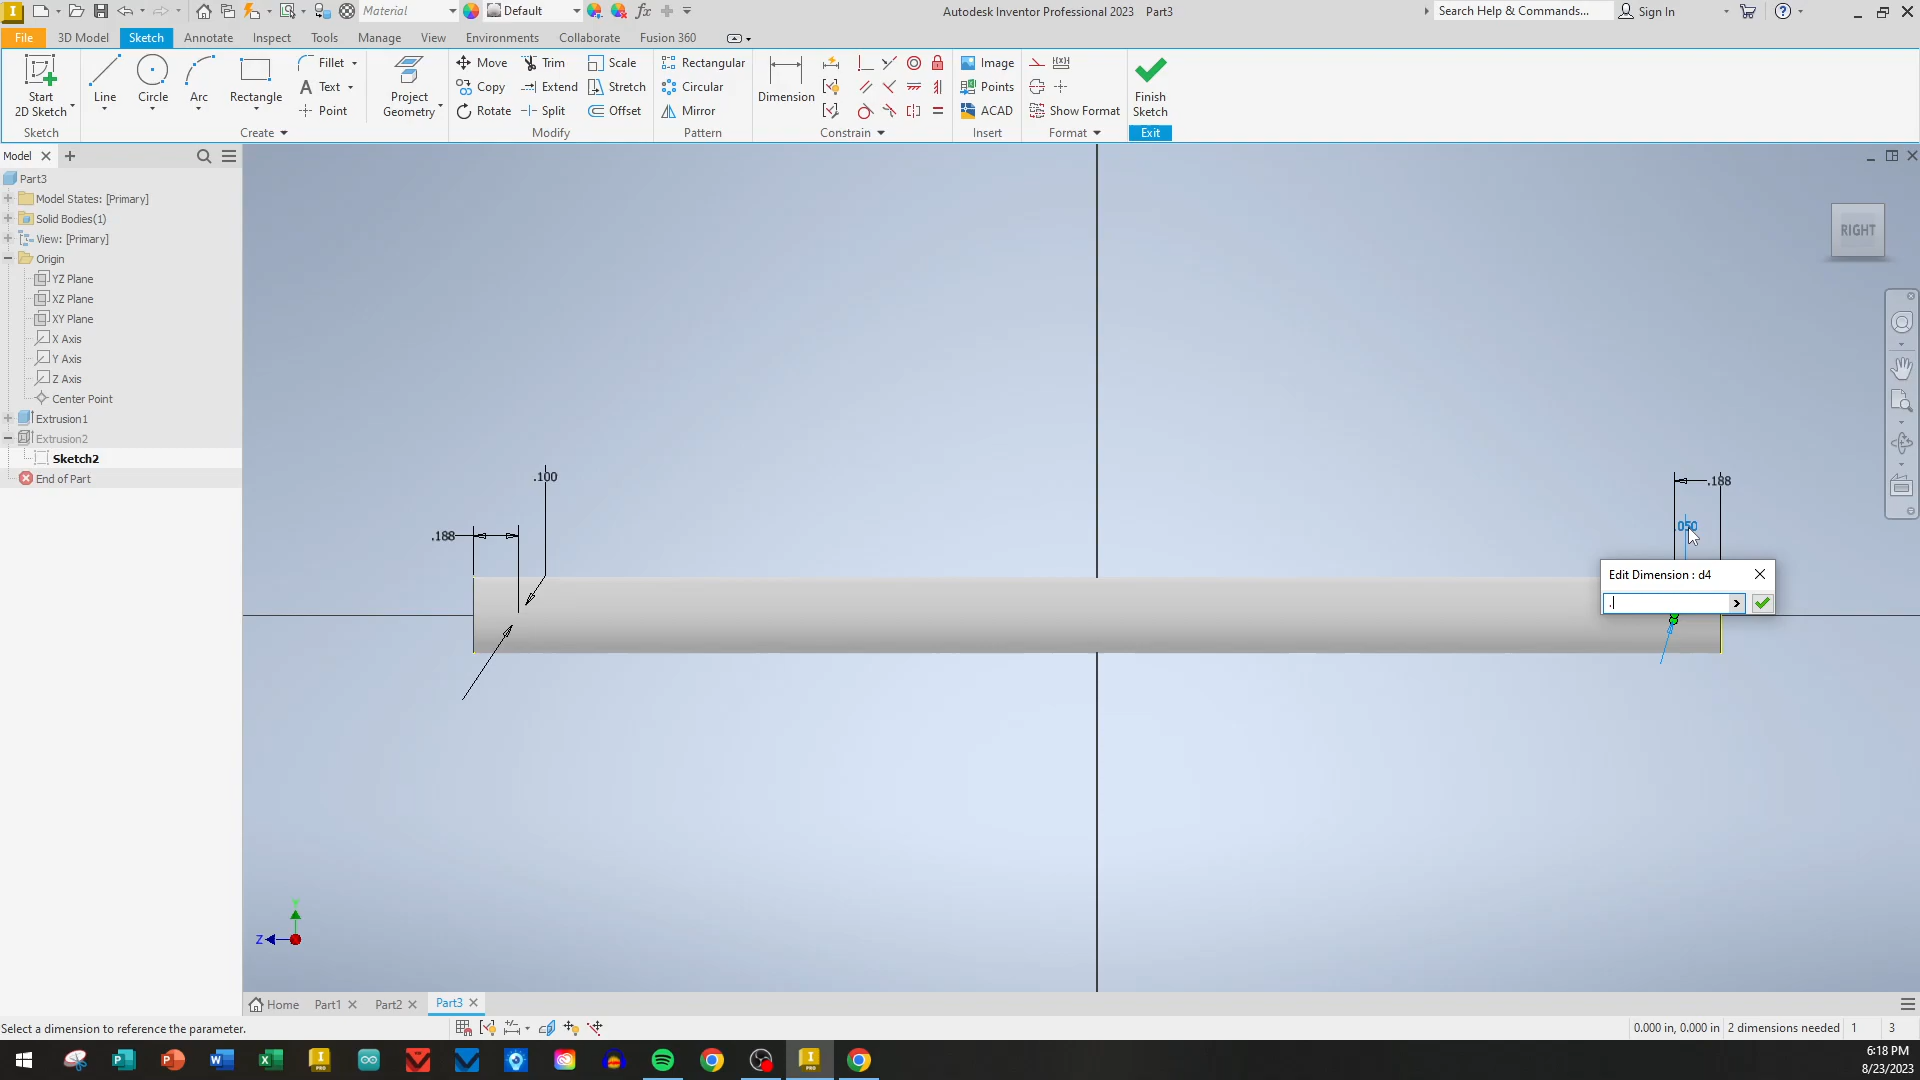 I PRO Material Default fx Autodesk Inventor Professional 2023 Part3 Search Help & Commands... Sign In
File 3D Model Sketch Annotate Inspect Tools Manage View Environments Collaborate Fusion 360
Start 2D Sketch Line Circle Arc Rectangle Fillet Text Point Project Geometry Move Copy Rotate Trim Extend Split Scale Stretch Offset Rectangular Circular Mirror Dimension Image Points ACAD Show Format Finish Sketch
Sketch Create Modify Pattern Constrain Insert Format Exit
Model
Part3
Model States: [Primary]
Solid Bodies(1)
View: [Primary]
Origin
YZ Plane
XZ Plane
XY Plane
X Axis
Y Axis
Z Axis
Center Point
Extrusion1
Extrusion2
Sketch2
End of Part
RIGHT
.100
.188
.188
.050
Edit Dimension : d4
.
Y
Z
Home Part1 Part2 Part3
Select a dimension to reference the parameter.
0.000 in, 0.000 in 2 dimensions needed 1 3
6:18 PM
8/23/2023